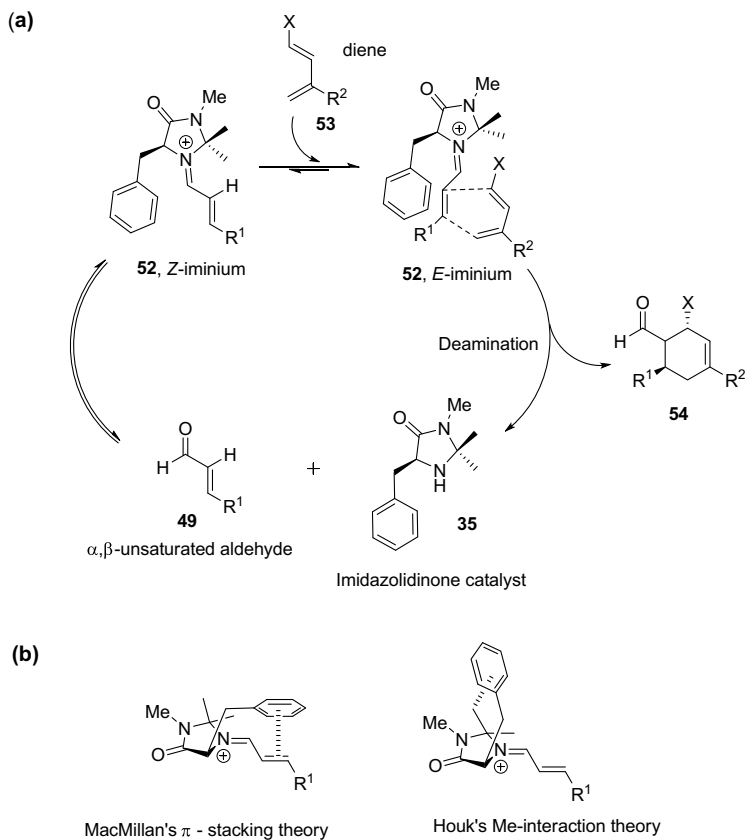 (a)
X
diene
R²
53
O
N
Me
N
⊕
H
R¹
52, Z-iminium
O
N
Me
N
⊕
X
R¹
R²
52, E-iminium
Deamination
O
X
H
R¹
R²
54
O
H
H
R¹
49
α,β-unsaturated aldehyde
+
O
N
Me
N
H
35
Imidazolidinone catalyst
(b)
Me
N
O
N
⊕
R¹
MacMillan's π - stacking theory
Me
N
O
N
⊕
R¹
Houk's Me-interaction theory